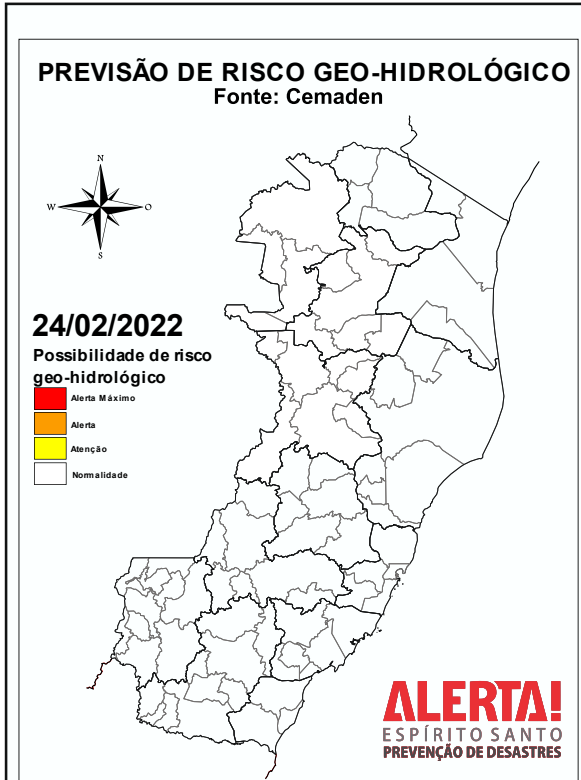 PREVISÃO DE RISCO GEO-HIDROLÓGICO
Fonte: Cemaden
N
W
O
S
24/02/2022
Possibilidade de risco
geo-hidrológico
Alerta Máximo
Alerta
Atenção
Normalidade
ALERTA!
ESPÍRITO SANTO
PREVENÇÃO DE DESASTRES